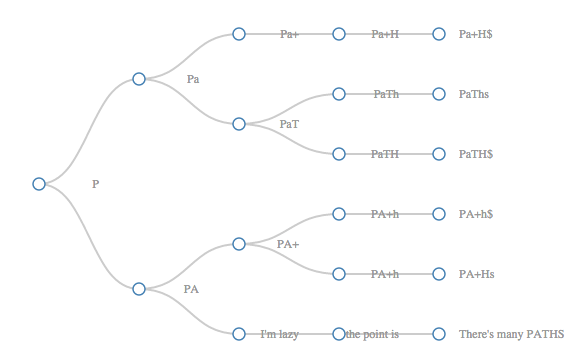 Pa+ Pa+H Pa+H$
Pa
PaTh PaThs
PaT
PaTH PaTH$
P
PA+h PA+h$
PA+
PA+h PA+Hs
PA
I'm lazy the point is There's many PATHS